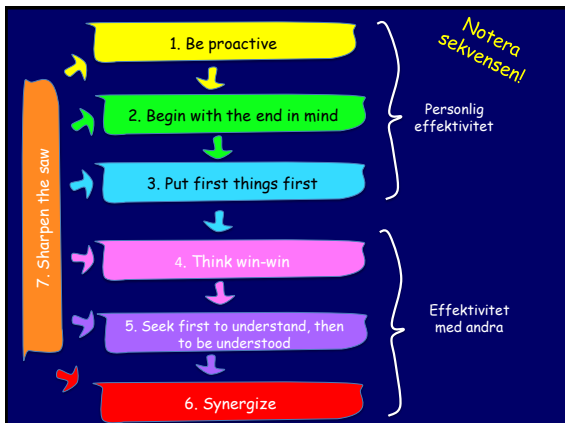 Notera
sekvensen!
1. Be proactive
2. Begin with the end in mind
Personlig
effektivitet
3. Put first things first
7. Sharpen the saw
4. Think win-win
5. Seek first to understand, then
to be understood
Effektivitet
med andra
6. Synergize